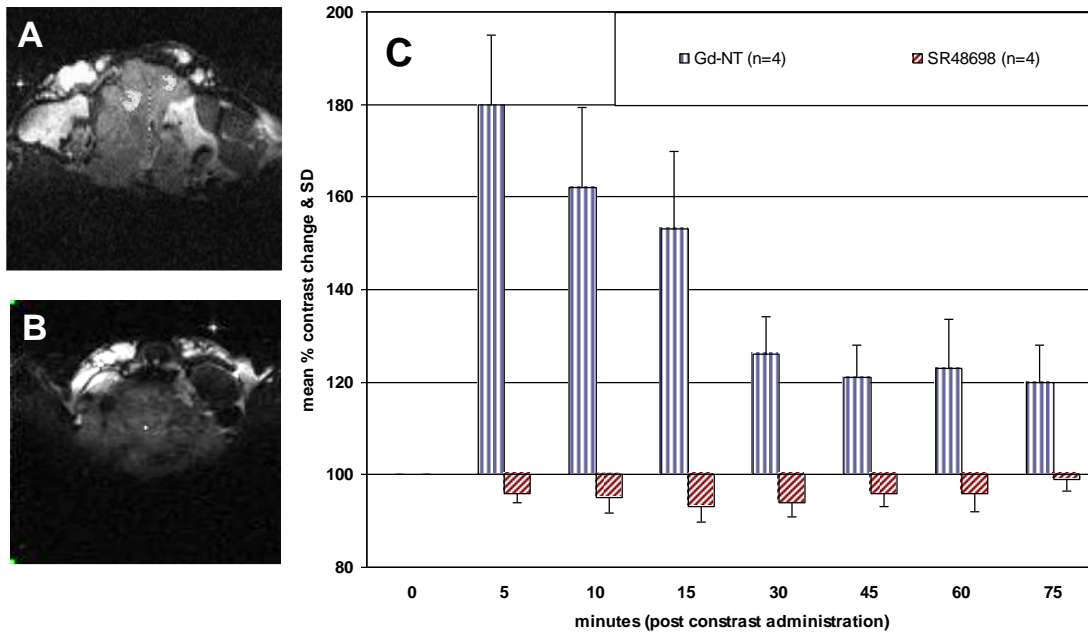 A
B
C
Gd-NT (n=4) SR48698 (n=4)
mean % contrast change & SD
200
180
160
140
120
100
80
0 5 10 15 30 45 60 75
minutes (post constrast administration)